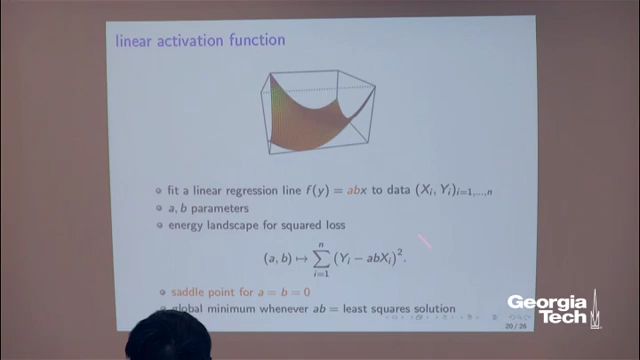 linear activation function
fit a linear regression line f(y) = abx to data (Xᵢ, Yᵢ)ᵢ₌₁,...,ₙ
a, b parameters
energy landscape for squared loss
(a, b) ↦ ∑ⁿᵢ₌₁ (Yᵢ − abXᵢ)².
saddle point for a = b = 0
global minimum whenever ab = least squares solution
20 / 26
Georgia
Tech